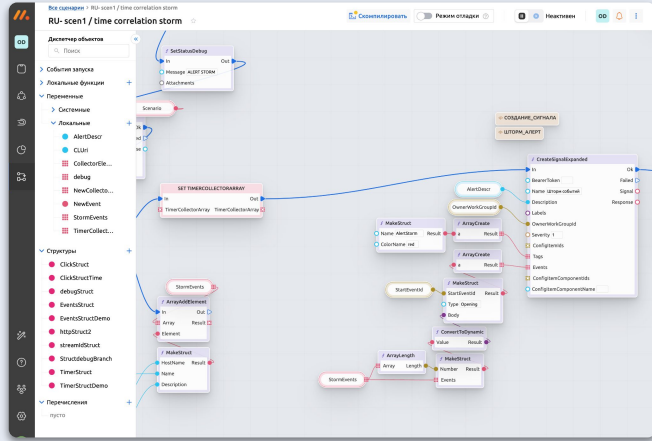 Все сценарии › RU- scen1 / time correlation storm
RU- scen1 / time correlation storm
Скомпилировать
Режим отладки
Неактивен
OD
OD
Диспетчер объектов
Поиск
События запуска
Локальные функции +
Переменные
Системные
Локальные +
AlertDescr
CLUri
CollectorEle...
debug
NewCollecto...
NewEvent
StormEvents
TimerCollect...
Структуры +
ClickStruct
ClickStructTime
debugStruct
EventsStruct
EventsStructDemo
httpStruct2
streamIdStruct
StructdebugBranch
TimerStruct
TimerStructDemo
Перечисления +
пусто
f SetStatusDebug
In Out
Message ALERT STORM
Attachments
Scenario
Ok
SET TIMERCOLLECTORARRAY
In Out
TimerCollectorArray TimerCollectorArray
StormEvents
f ArrayAddElement
In Out
Array Result
Element
f MakeStruct
HostName Result
Name
Description
СОЗДАНИЕ_СИГНАЛА
ШТОРМ_АЛЕРТ
f CreateSignalExpanded
In Ok
BearerToken Failed
Name Шторм событий Signal
Description Response
Labels
OwnerWorkGroupId
Severity 1
ConfigItemIds
Tags
Events
ConfigItemComponentIds
ConfigItemComponentName
AlertDescr
OwnerWorkGroupId
f MakeStruct
Name AlertStorm Result
ColorName red
f ArrayCreate
a Result
f ArrayCreate
a Result
StartEventId
f MakeStruct
StartEventId Result
Type Opening
Body
f ConvertToDynamic
Value Result
f ArrayLength
Array Length
f MakeStruct
Number Result
Events
StormEvents